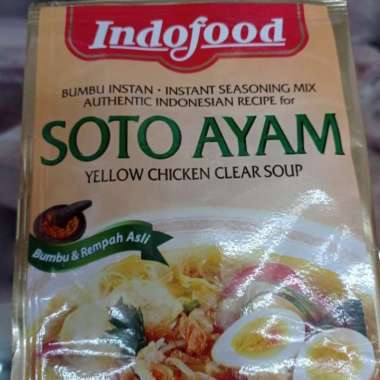 Indofood
BUMBU INSTAN • INSTANT SEASONING MIX
AUTHENTIC INDONESIAN RECIPE for
SOTO AYAM
YELLOW CHICKEN CLEAR SOUP
Bumbu & Rempah Asli